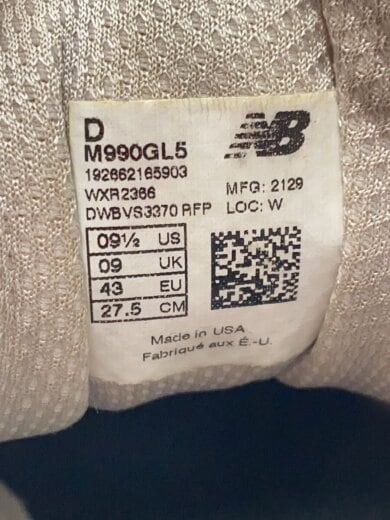 D
M990GL5
192662165903
WXR2366
DWBVS3370 RFP
NB
MFG: 2129
LOC: W
09½ US
09 UK
43 EU
27.5 CM
Made in USA
Fabriqué aux É.-U.